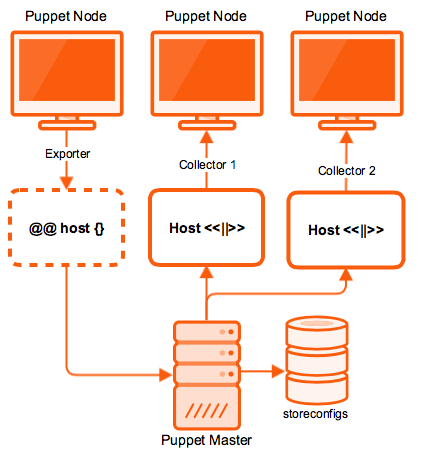 Puppet Node
Puppet Node
Puppet Node
Exporter
Collector 1
Collector 2
@@ host {}
Host <<||>>
Host <<||>>
storeconfigs
Puppet Master